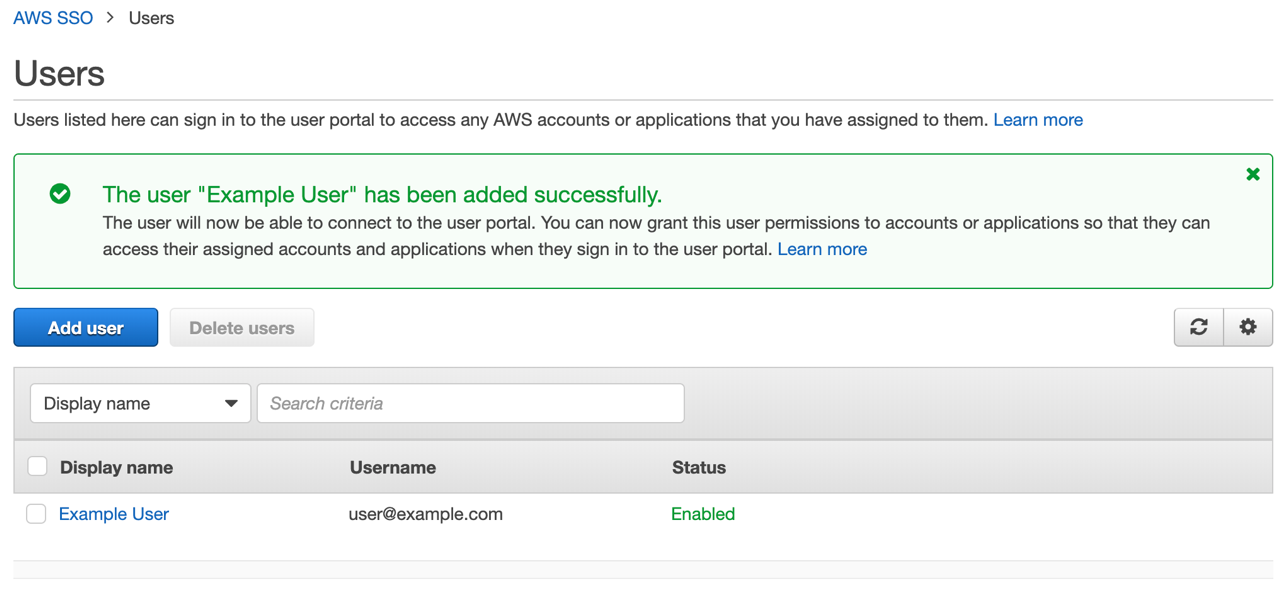 AWS SSO > Users
Users
Users listed here can sign in to the user portal to access any AWS accounts or applications that you have assigned to them. Learn more
The user "Example User" has been added successfully.
The user will now be able to connect to the user portal. You can now grant this user permissions to accounts or applications so that they can
access their assigned accounts and applications when they sign in to the user portal. Learn more
Add user Delete users
Display name Search criteria
Display name Username Status
Example User user@example.com Enabled